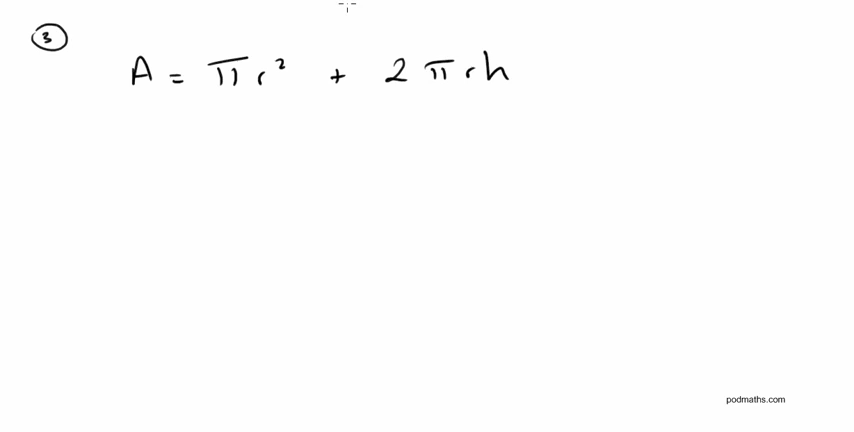 3
A = πr² + 2πrh
podmaths.com